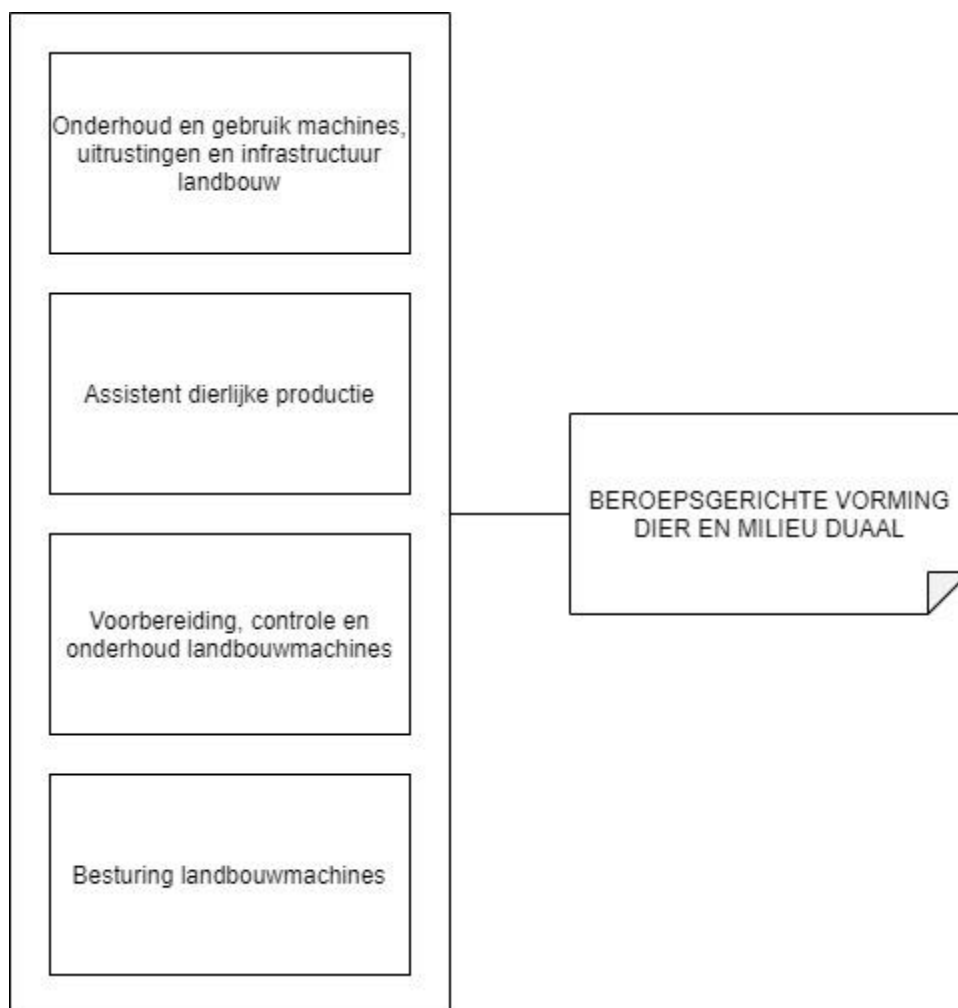 Onderhoud en gebruik machines,
uitrustingen en infrastructuur
landbouw
Assistent dierlijke productie
Voorbereiding, controle en
onderhoud landbouwmachines
Besturing landbouwmachines
BEROEPSGERICHTE VORMING
DIER EN MILIEU DUAAL